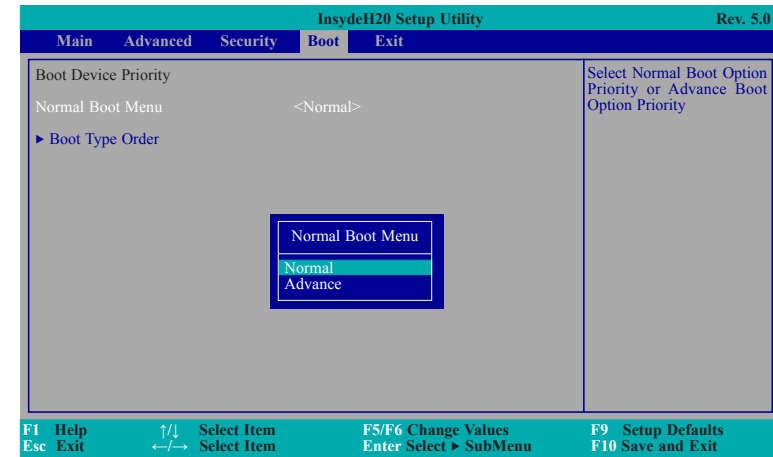 InsydeH20 Setup Utility Rev. 5.0
Main Advanced Security Boot Exit
Boot Device Priority
Normal Boot Menu <Normal>
▶ Boot Type Order
Select Normal Boot Option
Priority or Advance Boot
Option Priority
Normal Boot Menu
Normal
Advance
F1 Help ↑/↓ Select Item F5/F6 Change Values F9 Setup Defaults
Esc Exit ←/→ Select Item Enter Select ▶ SubMenu F10 Save and Exit